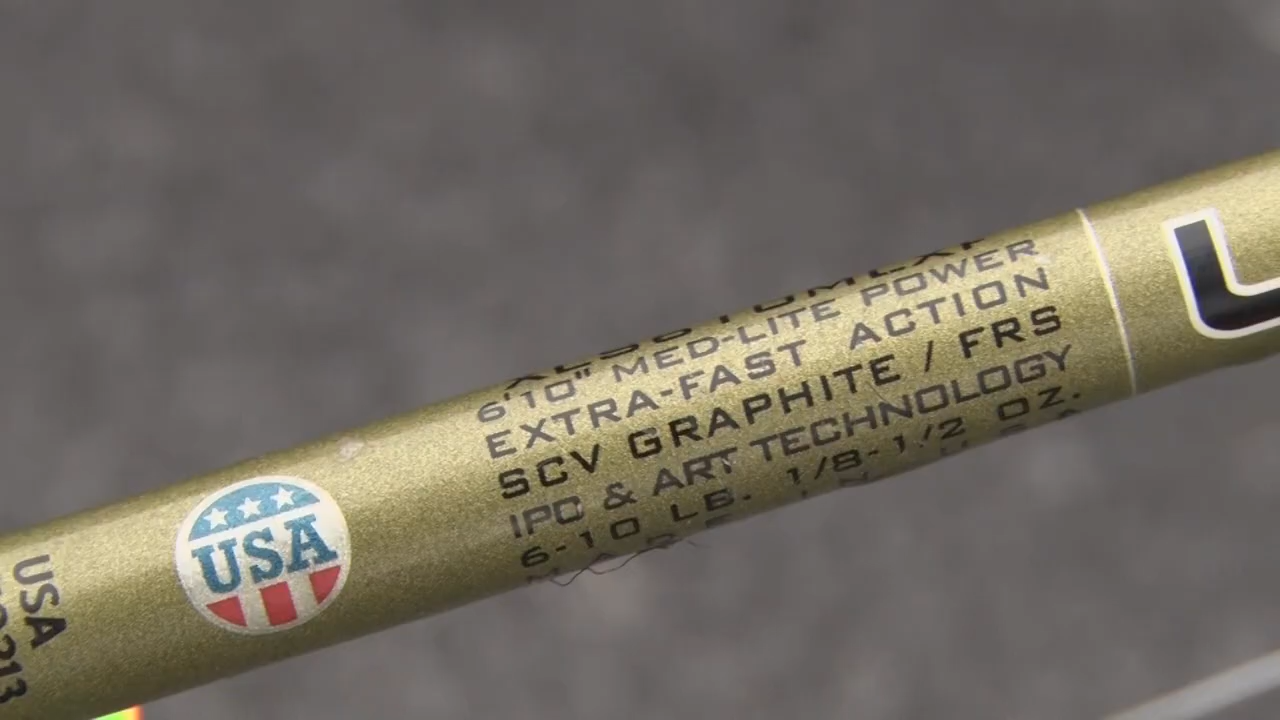 6'10" MED-LITE POWER
EXTRA-FAST ACTION
SCV GRAPHITE / FRS
IPC & ART TECHNOLOGY
6-10 LB. 1/8-1/2 OZ.
USA
USA